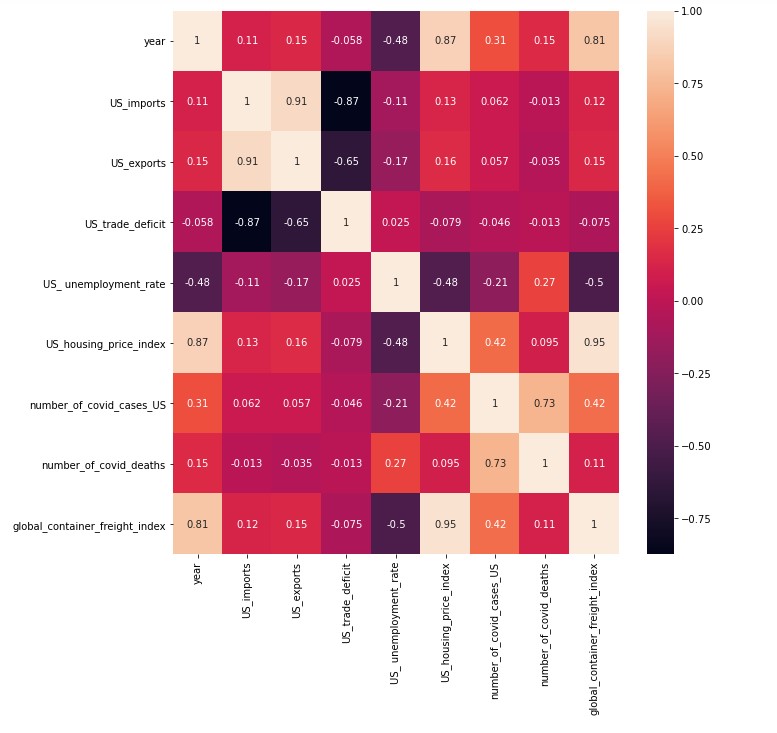 year 1 0.11 0.15 -0.058 -0.48 0.87 0.31 0.15 0.81
US_imports 0.11 1 0.91 -0.87 -0.11 0.13 0.062 -0.013 0.12
US_exports 0.15 0.91 1 -0.65 -0.17 0.16 0.057 -0.035 0.15
US_trade_deficit -0.058 -0.87 -0.65 1 0.025 -0.079 -0.046 -0.013 -0.075
US_ unemployment_rate -0.48 -0.11 -0.17 0.025 1 -0.48 -0.21 0.27 -0.5
US_housing_price_index 0.87 0.13 0.16 -0.079 -0.48 1 0.42 0.095 0.95
number_of_covid_cases_US 0.31 0.062 0.057 -0.046 -0.21 0.42 1 0.73 0.42
number_of_covid_deaths 0.15 -0.013 -0.035 -0.013 0.27 0.095 0.73 1 0.11
global_container_freight_index 0.81 0.12 0.15 -0.075 -0.5 0.95 0.42 0.11 1
year
US_imports
US_exports
US_trade_deficit
US_ unemployment_rate
US_housing_price_index
number_of_covid_cases_US
number_of_covid_deaths
global_container_freight_index
1.00
0.75
0.50
0.25
0.00
−0.25
−0.50
−0.75